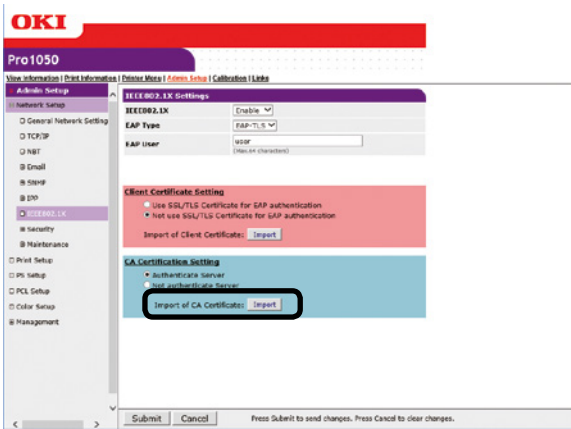 OKI
Pro1050
View Information | Print Information | Printer Menu | Admin Setup | Calibration | Links
Admin Setup
Network Setup
General Network Setting
TCP/IP
NBT
Email
SNMP
IPP
IEEE802.1X
Security
Maintenance
Print Setup
PS Setup
PCL Setup
Color Setup
Management
IEEE802.1X Settings
IEEE802.1X Enable
EAP Type EAP-TLS
EAP User user
(Max.64 characters)
Client Certificate Setting
Use SSL/TLS Certificate for EAP authentication
Not use SSL/TLS Certificate for EAP authentication
Import of Client Certificate: Import
CA Certification Setting
Authenticate Server
Not authenticate Server
Import of CA Certificate: Import
Submit Cancel Press Submit to send changes. Press Cancel to clear changes.